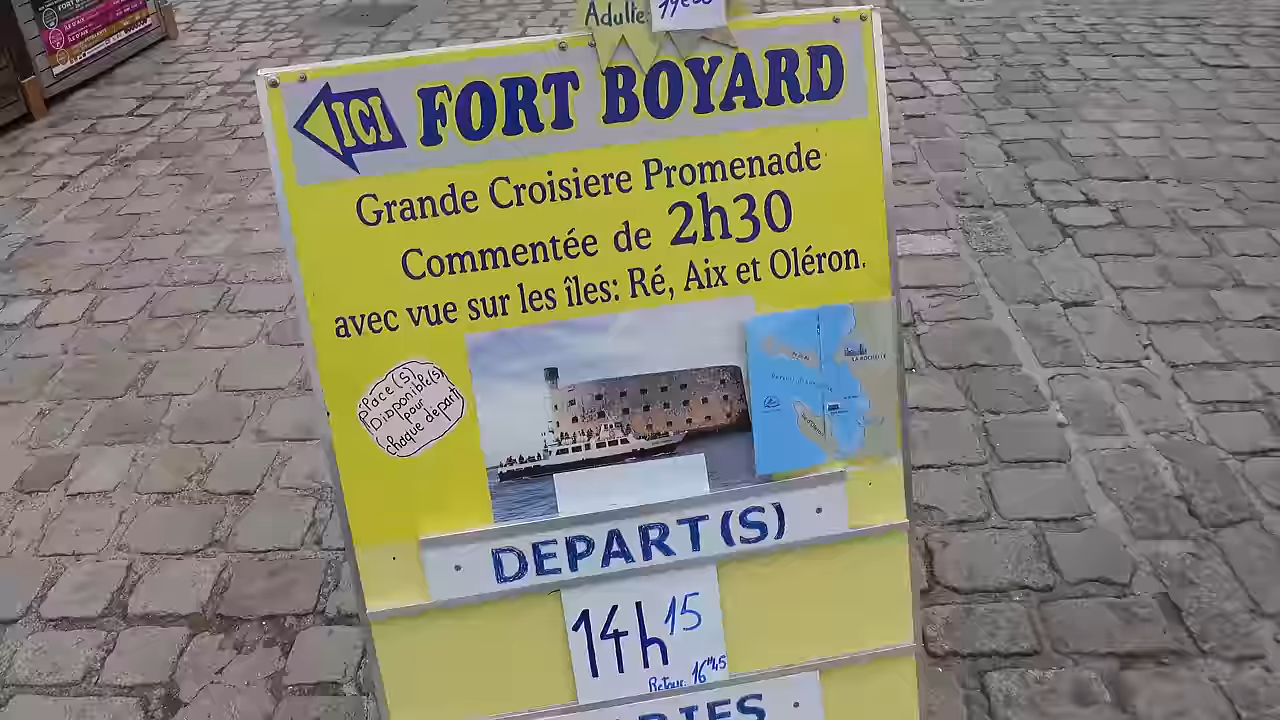 Adulte:
ICI FORT BOYARD
Grande Croisiere Promenade
Commentée de 2h30
avec vue sur les îles: Ré, Aix et Oléron.
Place(s)
Disponible(s)
pour
chaque départ
LA ROCHELLE
DEPART(S)
14h15
Retour 16h45